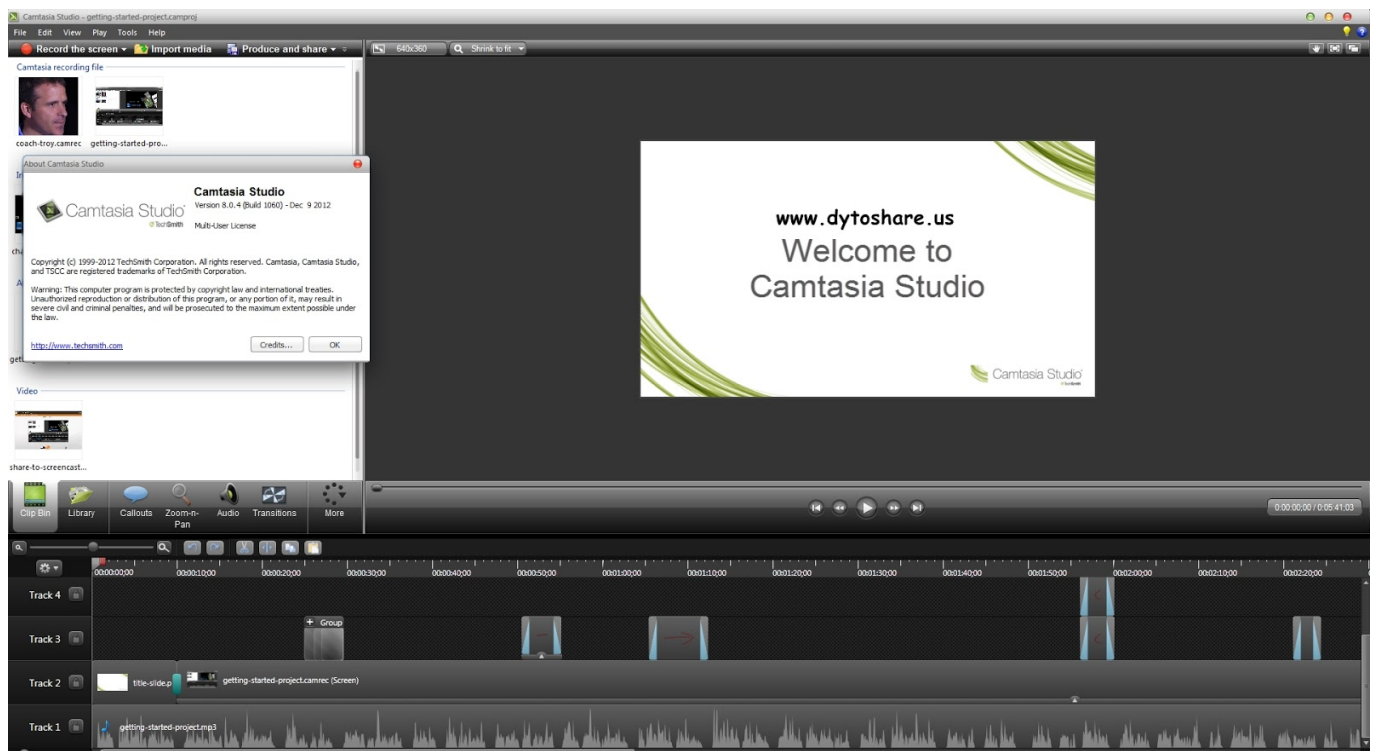 Camtasia Studio - getting-started-project.camproj
File Edit View Play Tools Help
Record the screen Import media Produce and share
640x360 Shrink to fit
Camtasia recording file
coach-troy.camrec getting-started-pro...
About Camtasia Studio
Camtasia Studio
Version 8.0.4 (Build 1060) - Dec 9 2012
Multi-User License
Camtasia Studio
TechSmith
Copyright (c) 1999-2012 TechSmith Corporation. All rights reserved. Camtasia, Camtasia Studio,
and TSCC are registered trademarks of TechSmith Corporation.
Warning: This computer program is protected by copyright law and international treaties.
Unauthorized reproduction or distribution of this program, or any portion of it, may result in
severe civil and criminal penalties, and will be prosecuted to the maximum extent possible under
the law.
http://www.techsmith.com
Credits... OK
www.dytoshare.us
Welcome to
Camtasia Studio
Camtasia Studio
Video
share-to-screencast...
Clip Bin Library Callouts Zoom-n-Pan Audio Transitions More
0:00:00;00 / 0:05:41;03
00:00:00;00 00:00:10;00 00:00:20;00 00:00:30;00 00:00:40;00 00:00:50;00 00:01:00;00 00:01:10;00 00:01:20;00 00:01:30;00 00:01:40;00 00:01:50;00 00:02:00;00 00:02:10;00 00:02:20;00
Track 4
Track 3 + Group
Track 2 title-slide.p getting-started-project.camrec (Screen)
Track 1 getting-started-project.mp3